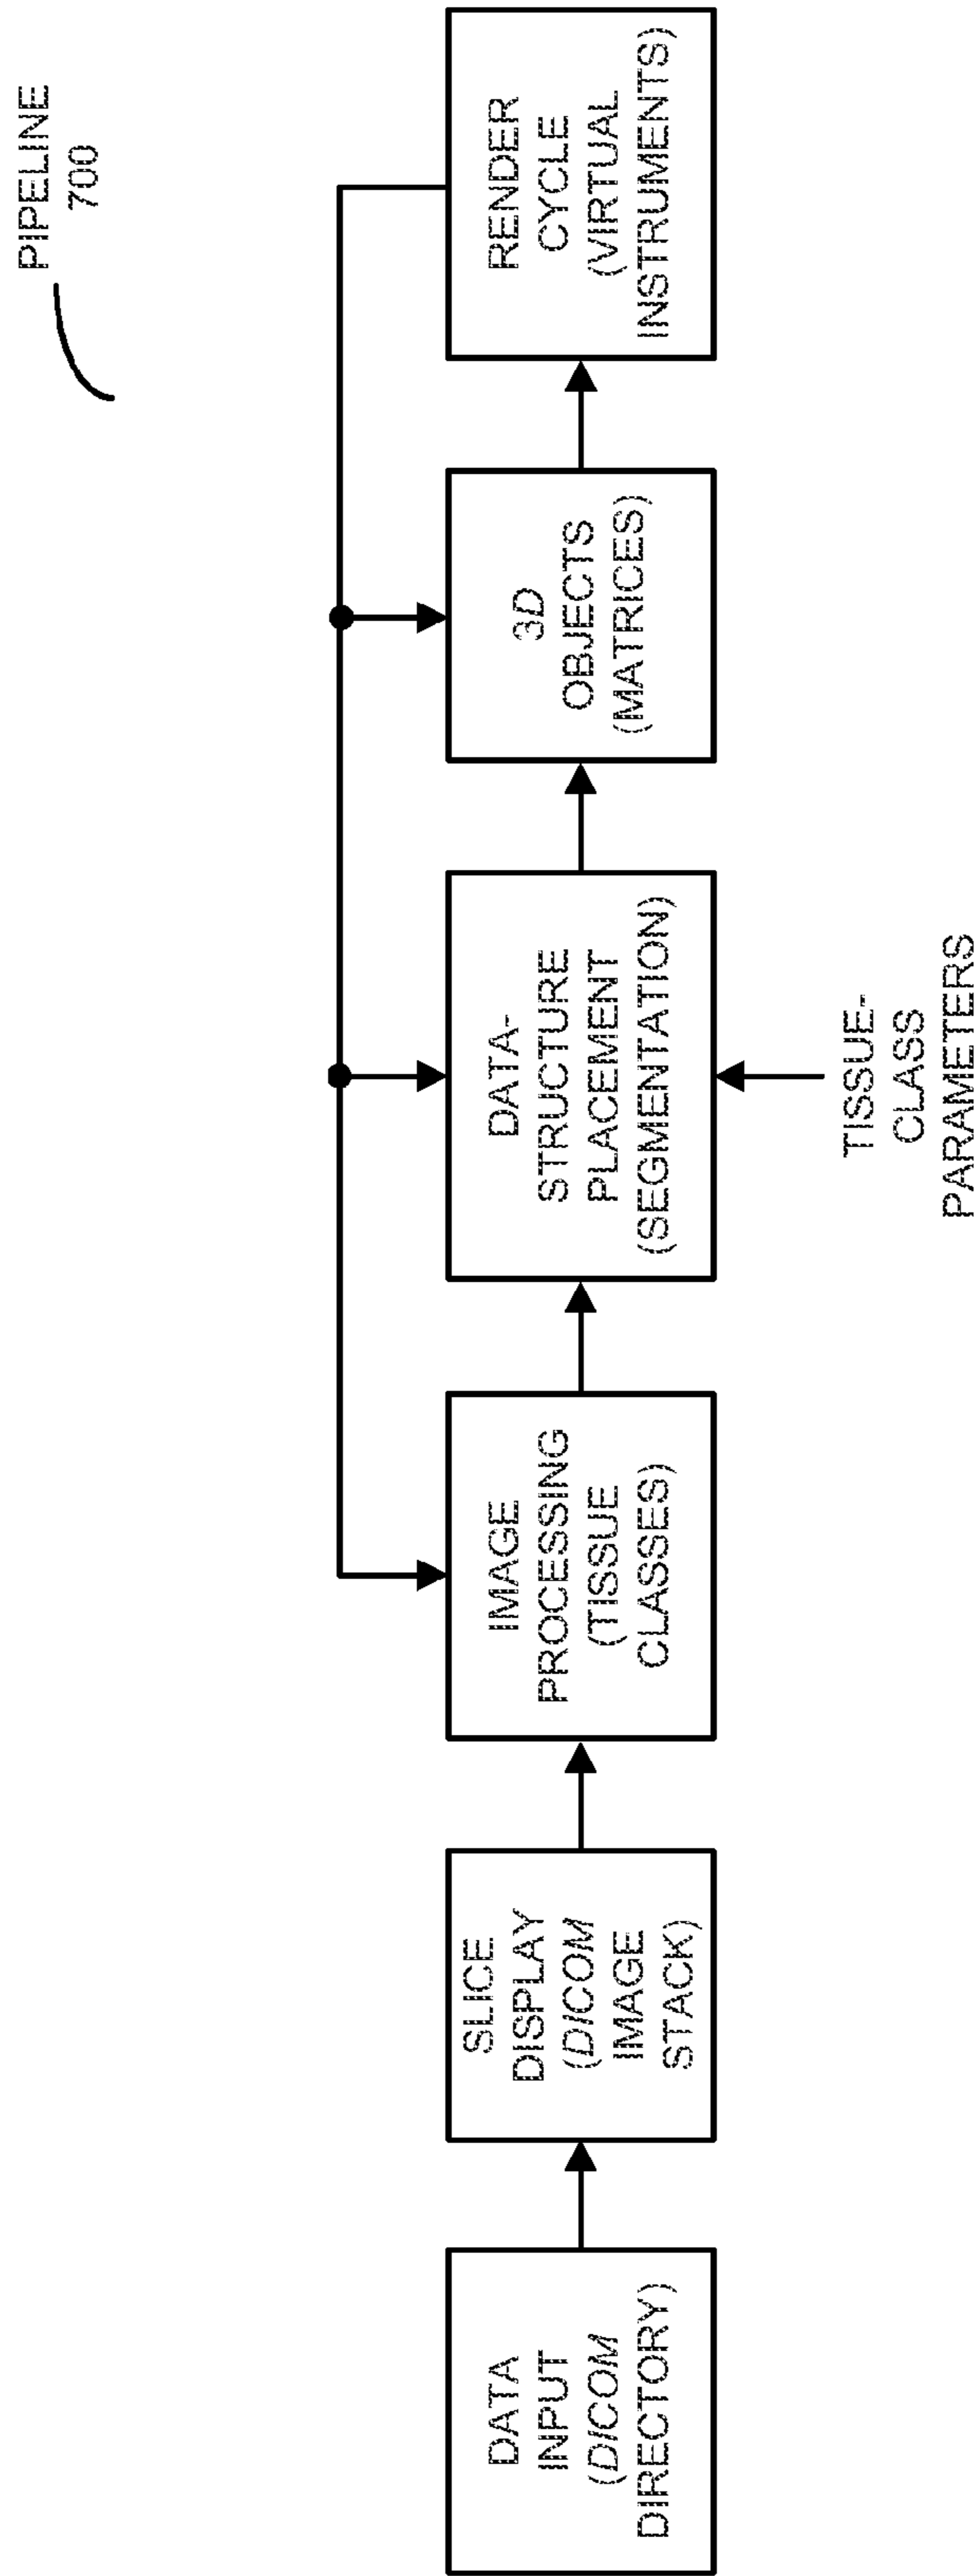 PIPELINE
700
DATA
INPUT
(DICOM
DIRECTORY)
SLICE
DISPLAY
(DICOM
IMAGE
STACK)
IMAGE
PROCESSING
(TISSUE
CLASSES)
DATA-
STRUCTURE
PLACEMENT
(SEGMENTATION)
3D
OBJECTS
(MATRICES)
RENDER
CYCLE
(VIRTUAL
INSTRUMENTS)
TISSUE-
CLASS
PARAMETERS